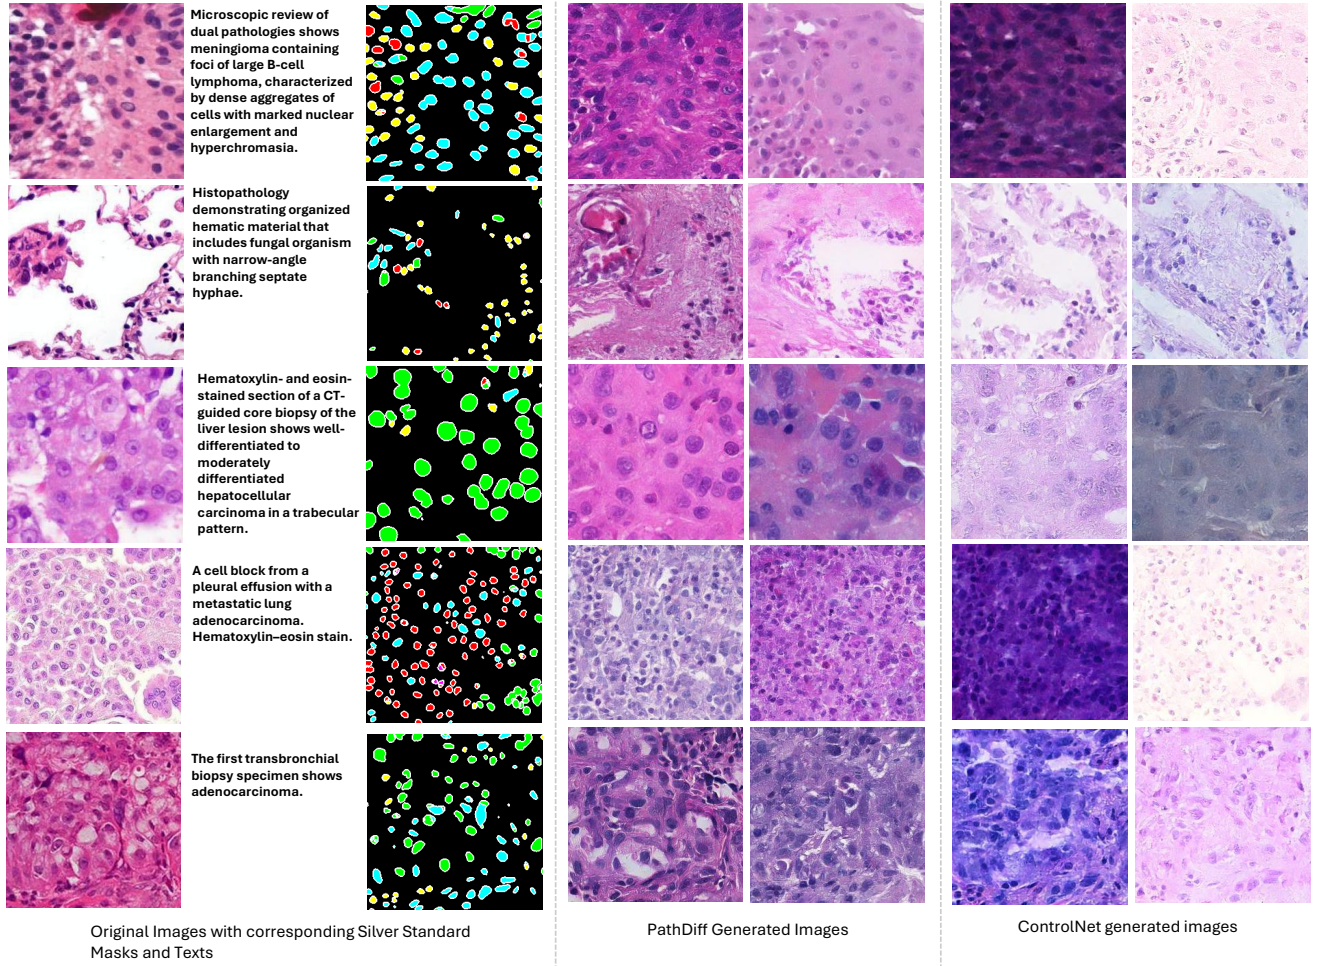 Microscopic review of
dual pathologies shows
meningioma containing
foci of large B-cell
lymphoma, characterized
by dense aggregates of
cells with marked nuclear
enlargement and
hyperchromasia.
Histopathology
demonstrating organized
hematic material that
includes fungal organism
with narrow-angle
branching septate
hyphae.
Hematoxylin- and eosin-
stained section of a CT-
guided core biopsy of the
liver lesion shows well-
differentiated to
moderately
differentiated
hepatocellular
carcinoma in a trabecular
pattern.
A cell block from a
pleural effusion with a
metastatic lung
adenocarcinoma.
Hematoxylin–eosin stain.
The first transbronchial
biopsy specimen shows
adenocarcinoma.
Original Images with corresponding Silver Standard
Masks and Texts
PathDiff Generated Images
ControlNet generated images